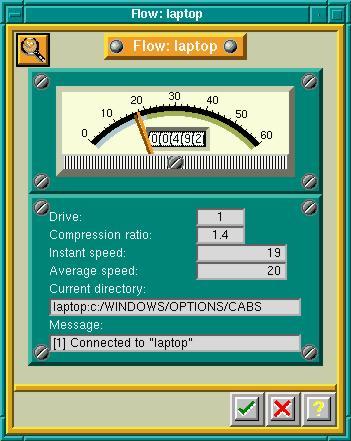 Flow: laptop
Flow: laptop
0 10 20 30 40 50 60
00492
Drive: 1
Compression ratio: 1.4
Instant speed: 19
Average speed: 20
Current directory:
laptop:c:/WINDOWS/OPTIONS/CABS
Message:
[1] Connected to "laptop"
?